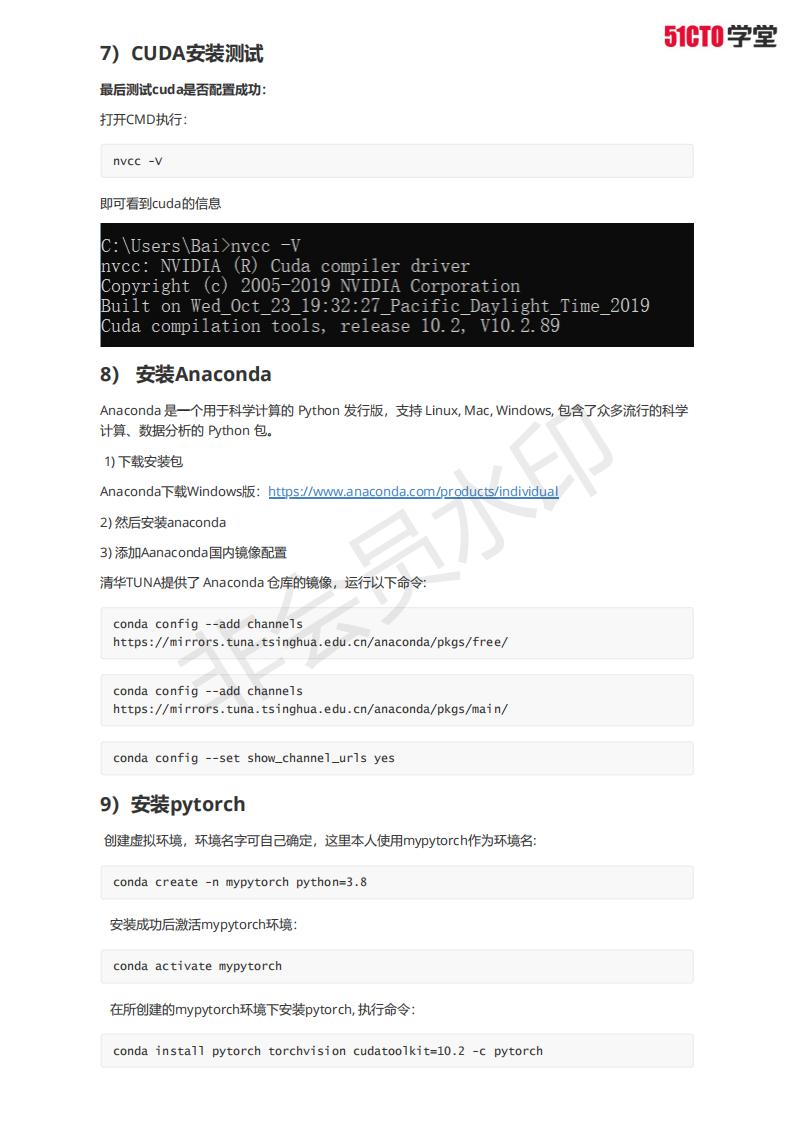 51CTO学堂
7）CUDA安装测试
最后测试cuda是否配置成功：
打开CMD执行：
nvcc -V
即可看到cuda的信息
C:\Users\Bai>nvcc -V
nvcc: NVIDIA (R) Cuda compiler driver
Copyright (c) 2005-2019 NVIDIA Corporation
Built on Wed_Oct_23_19:32:27_Pacific_Daylight_Time_2019
Cuda compilation tools, release 10.2, V10.2.89
8） 安装Anaconda
Anaconda 是一个用于科学计算的 Python 发行版，支持 Linux, Mac, Windows, 包含了众多流行的科学
计算、数据分析的 Python 包。
1) 下载安装包
Anaconda下载Windows版：https://www.anaconda.com/products/individual
2) 然后安装anaconda
3) 添加Aanaconda国内镜像配置
清华TUNA提供了 Anaconda 仓库的镜像，运行以下命令:
conda config --add channels
https://mirrors.tuna.tsinghua.edu.cn/anaconda/pkgs/free/
conda config --add channels
https://mirrors.tuna.tsinghua.edu.cn/anaconda/pkgs/main/
conda config --set show_channel_urls yes
9）安装pytorch
创建虚拟环境，环境名字可自己确定，这里本人使用mypytorch作为环境名:
conda create -n mypytorch python=3.8
安装成功后激活mypytorch环境：
conda activate mypytorch
在所创建的mypytorch环境下安装pytorch, 执行命令：
conda install pytorch torchvision cudatoolkit=10.2 -c pytorch
非会员水印